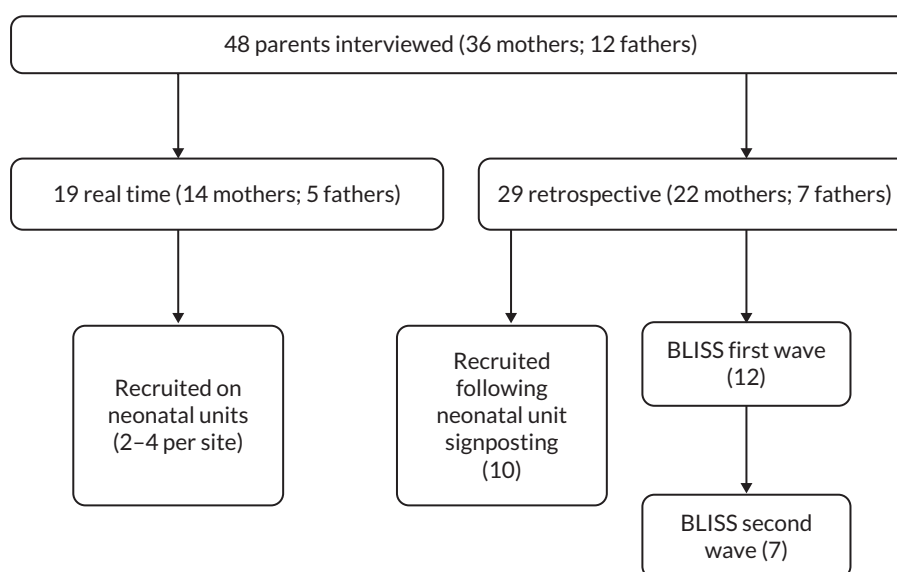 48 parents interviewed (36 mothers; 12 fathers)
19 real time (14 mothers; 5 fathers)
29 retrospective (22 mothers; 7 fathers)
Recruited on
neonatal units
(2–4 per site)
Recruited
following
neonatal unit
signposting
(10)
BLISS first wave
(12)
BLISS second
wave (7)